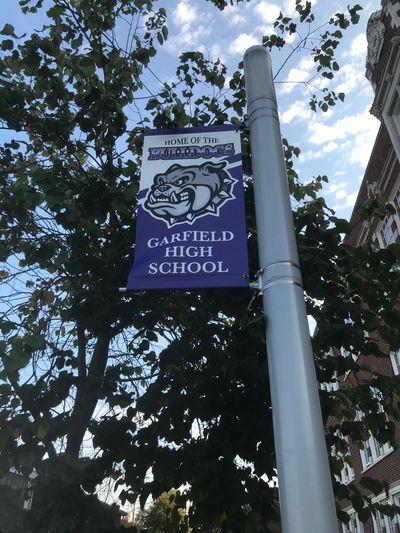 HOME OF THE
BULLDOGS
GARFIELD
HIGH
SCHOOL